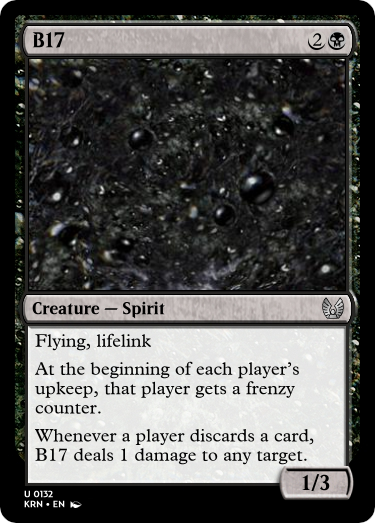 B17
2
Creature — Spirit
Flying, lifelink
At the beginning of each player's
upkeep, that player gets a frenzy
counter.
Whenever a player discards a card,
B17 deals 1 damage to any target.
1/3
U 0132
KRN • EN